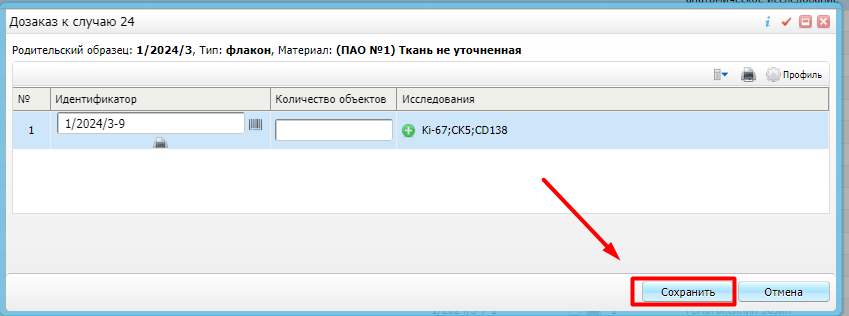 Дозаказ к случаю 24
Родительский образец: 1/2024/3, Тип: флакон, Материал: (ПАО №1) Ткань не уточненная
Профиль
№ Идентификатор Количество объектов Исследования
1 1/2024/3-9 Ki-67;CK5;CD138
Сохранить Отмена